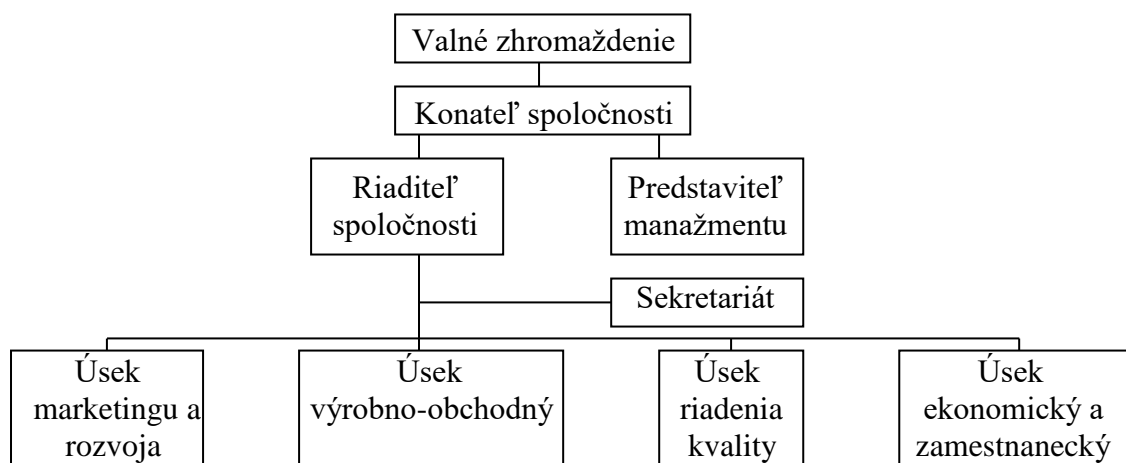 Valné zhromaždenie
Konateľ spoločnosti
Riaditeľ
spoločnosti
Predstaviteľ
manažmentu
Sekretariát
Úsek
marketingu a
rozvoja
Úsek
výrobno-obchodný
Úsek
riadenia
kvality
Úsek
ekonomický a
zamestnanecký